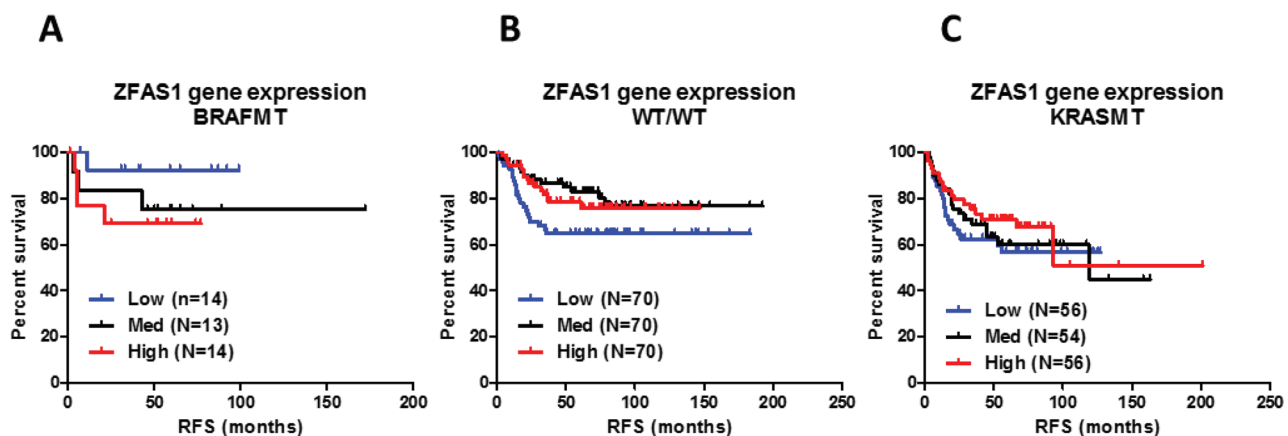 A
B
C
ZFAS1 gene expression
BRAFMT
ZFAS1 gene expression
WT/WT
ZFAS1 gene expression
KRASMT
Percent survival
100
80
60
40
20
0
Low (n=14)
Med (N=13)
High (N=14)
0 50 100 150 200
RFS (months)
Percent survival
100
80
60
40
20
0
Low (N=70)
Med (N=70)
High (N=70)
0 50 100 150 200 250
RFS (months)
Percent survival
100
80
60
40
20
0
Low (N=56)
Med (N=54)
High (N=56)
0 50 100 150 200 250
RFS (months)